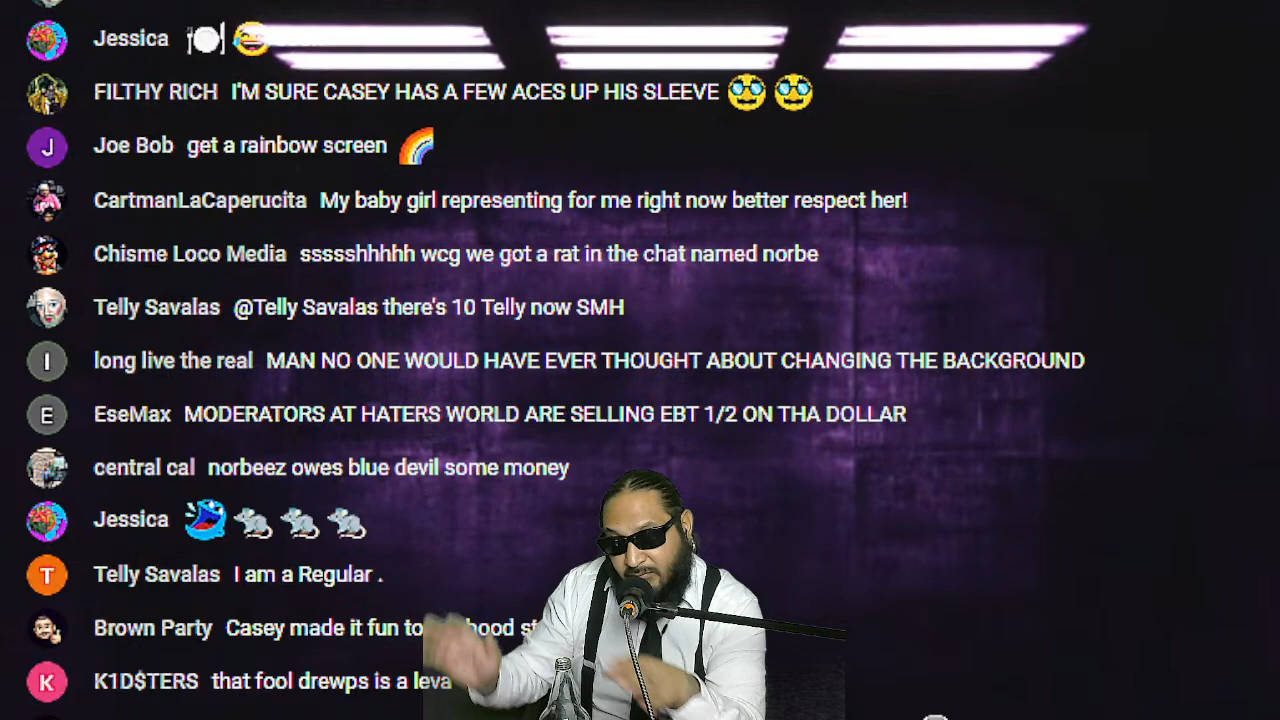 Jessica
FILTHY RICH I'M SURE CASEY HAS A FEW ACES UP HIS SLEEVE
J
Joe Bob get a rainbow screen
CartmanLaCaperucita My baby girl representing for me right now better respect her!
Chisme Loco Media ssssshhhhh wcg we got a rat in the chat named norbe
Telly Savalas @Telly Savalas there's 10 Telly now SMH
l
long live the real MAN NO ONE WOULD HAVE EVER THOUGHT ABOUT CHANGING THE BACKGROUND
E
EseMax MODERATORS AT HATERS WORLD ARE SELLING EBT 1/2 ON THA DOLLAR
central cal norbeez owes blue devil some money
Jessica
T
Telly Savalas I am a Regular .
Brown Party Casey made it fun to hood st
K
K1D$TERS that fool drewps is a leva